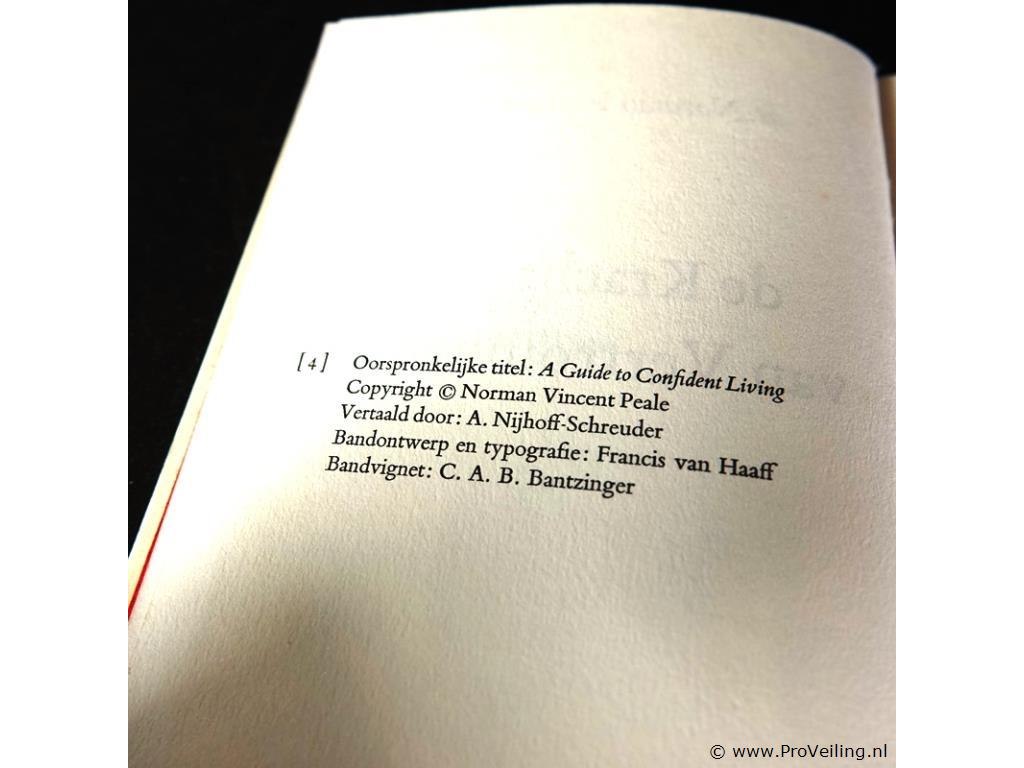 [4] Oorspronkelijke titel: A Guide to Confident Living
Copyright © Norman Vincent Peale
Vertaald door: A. Nijhoff-Schreuder
Bandontwerp en typografie: Francis van Haaff
Bandvignet: C. A. B. Bantzinger
© www.ProVeiling.nl